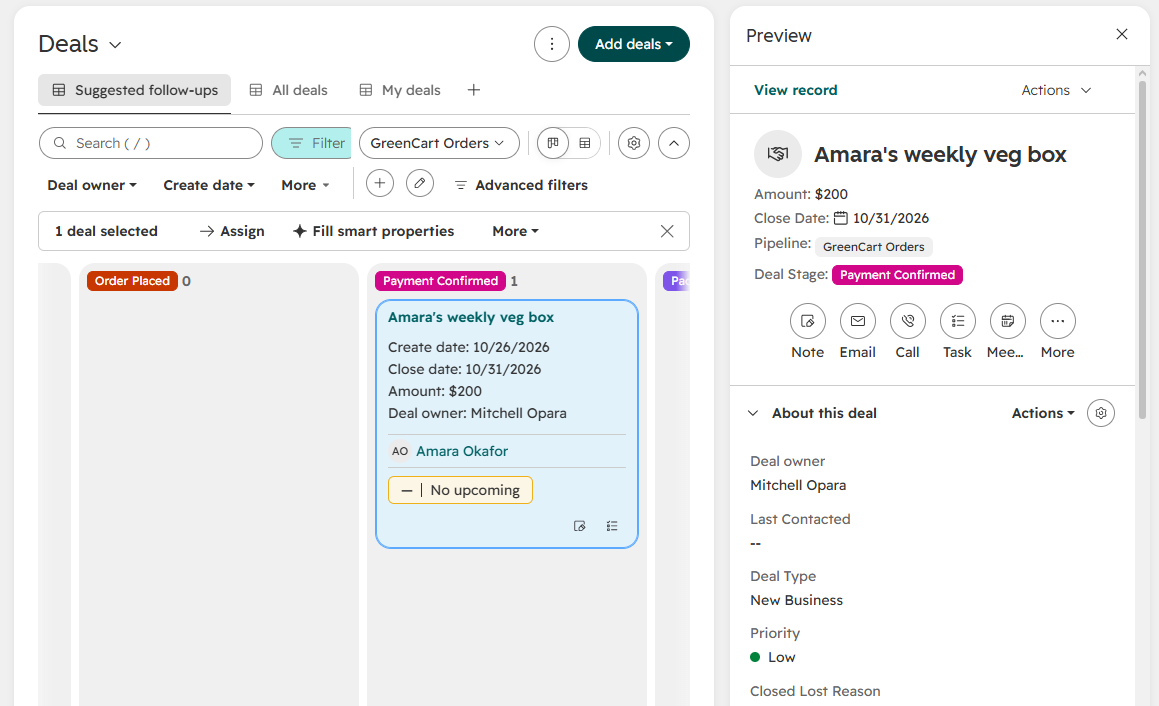 Deals
Add deals
Suggested follow-ups
All deals
My deals
Search ( / )
Filter
GreenCart Orders
Deal owner
Create date
More
Advanced filters
1 deal selected
Assign
Fill smart properties
More
Order Placed 0
Payment Confirmed 1
Amara's weekly veg box
Create date: 10/26/2026
Close date: 10/31/2026
Amount: $200
Deal owner: Mitchell Opara
AO Amara Okafor
No upcoming
Preview
View record
Actions
Amara's weekly veg box
Amount: $200
Close Date: 10/31/2026
Pipeline: GreenCart Orders
Deal Stage: Payment Confirmed
Note
Email
Call
Task
Mee...
More
About this deal
Actions
Deal owner
Mitchell Opara
Last Contacted
--
Deal Type
New Business
Priority
Low
Closed Lost Reason